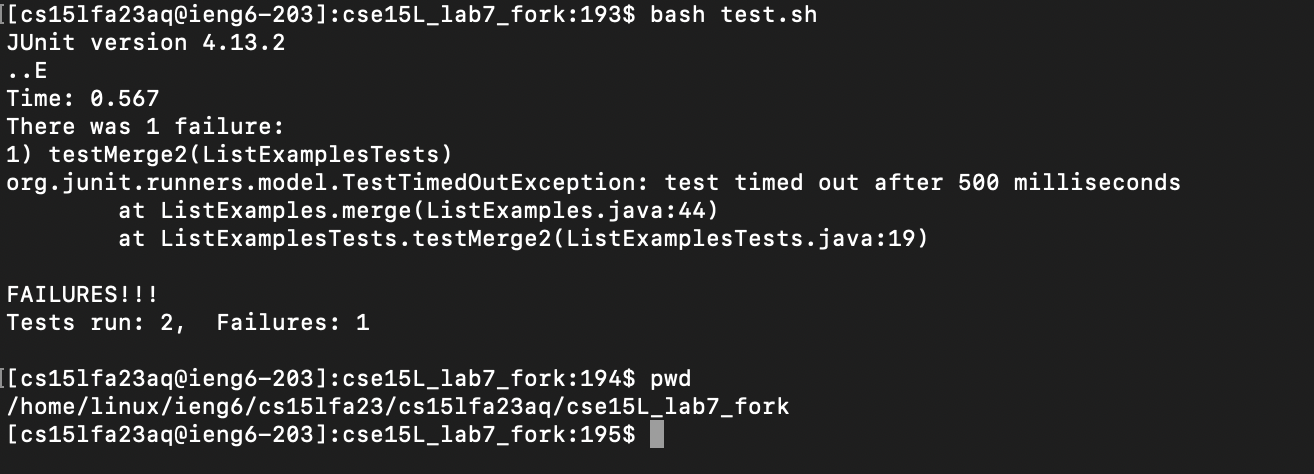 [[cs15lfa23aq@ieng6-203]:cse15L_lab7_fork:193$ bash test.sh
JUnit version 4.13.2
..E
Time: 0.567
There was 1 failure:
1) testMerge2(ListExamplesTests)
org.junit.runners.model.TestTimedOutException: test timed out after 500 milliseconds
        at ListExamples.merge(ListExamples.java:44)
        at ListExamplesTests.testMerge2(ListExamplesTests.java:19)

FAILURES!!!
Tests run: 2,  Failures: 1

[[cs15lfa23aq@ieng6-203]:cse15L_lab7_fork:194$ pwd
/home/linux/ieng6/cs15lfa23/cs15lfa23aq/cse15L_lab7_fork
[cs15lfa23aq@ieng6-203]:cse15L_lab7_fork:195$